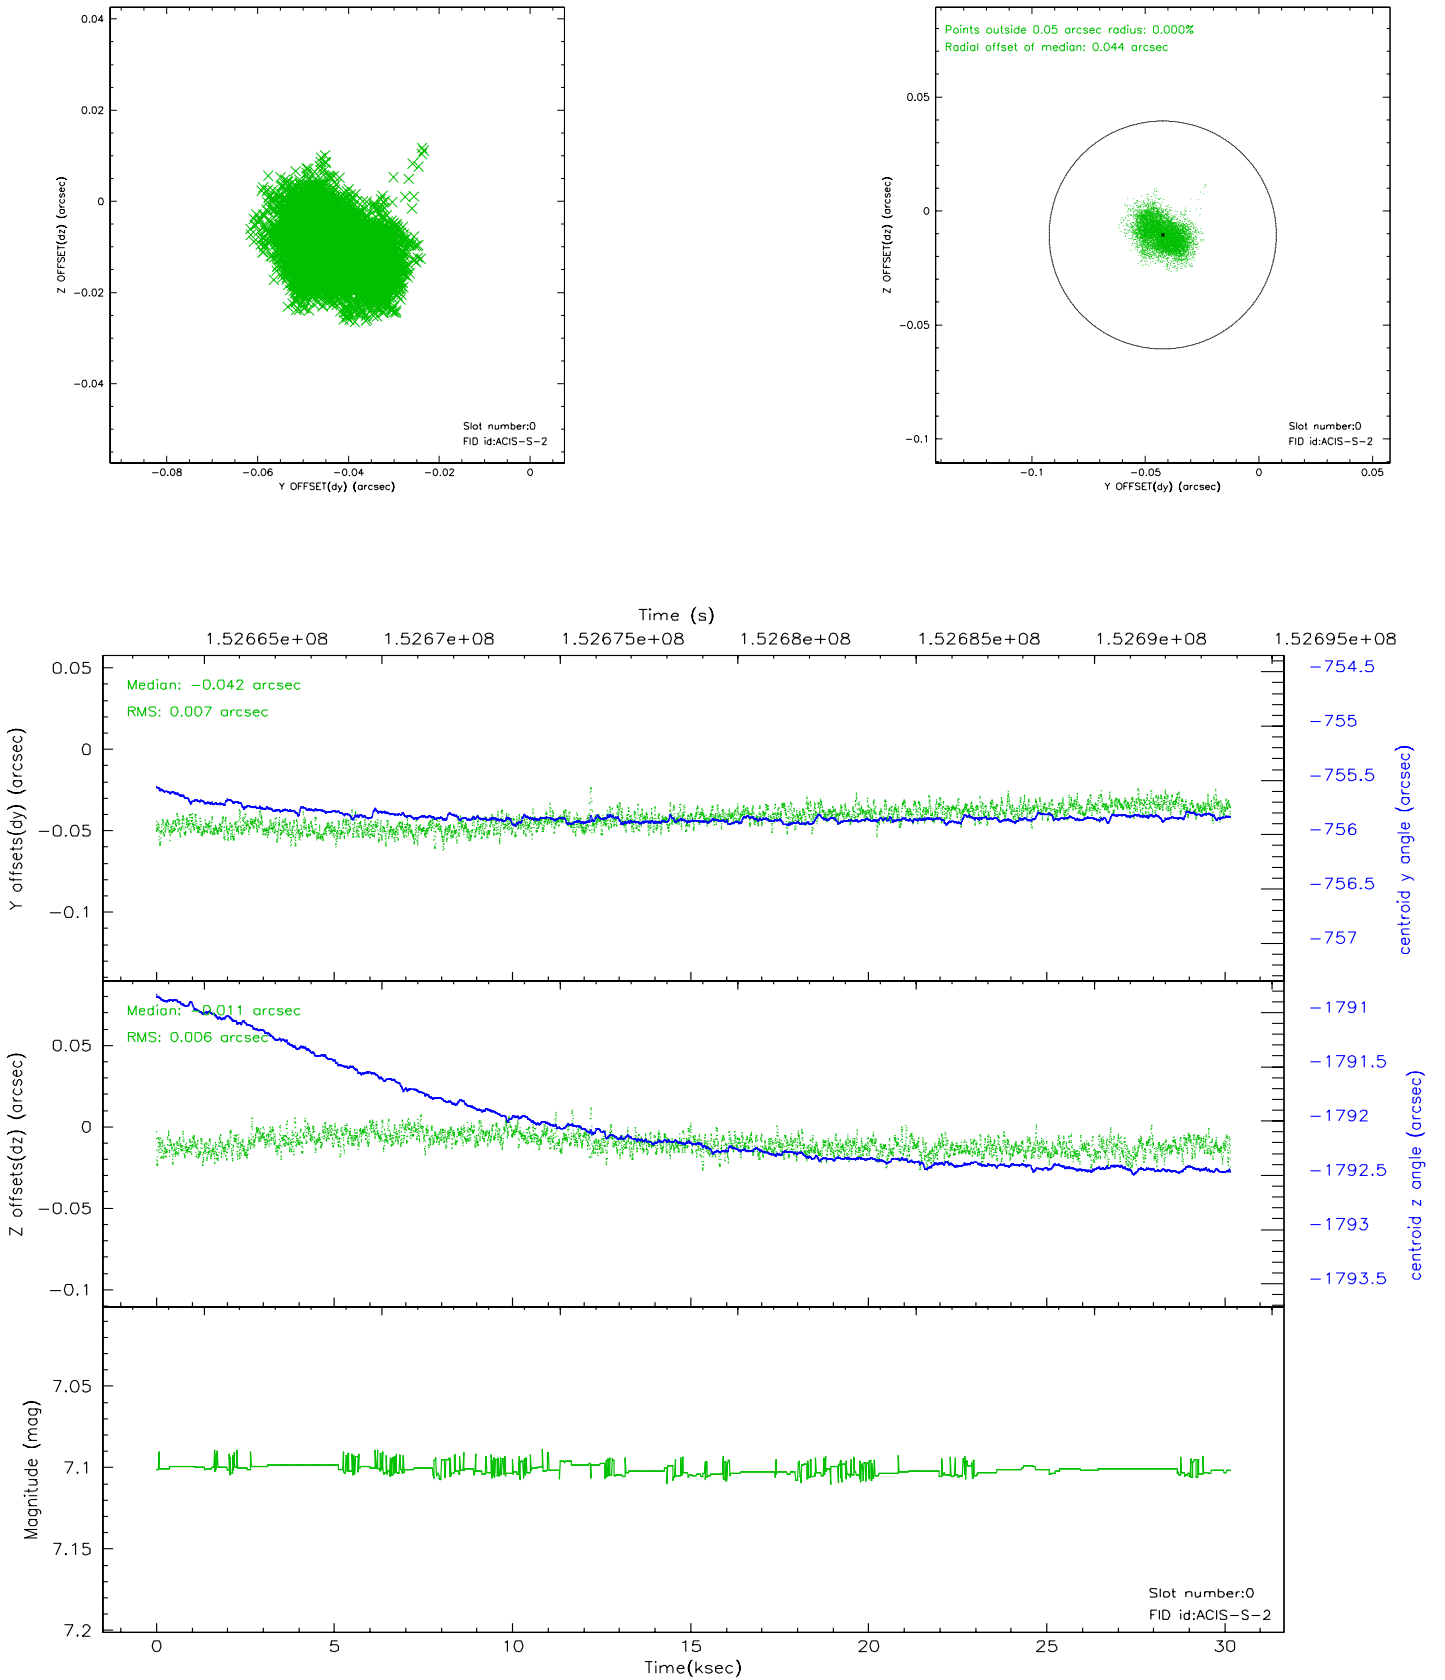 0.04
0.02
0
−0.02
−0.04
Z OFFSET(dz) (arcsec)
Slot number:0
FID id:ACIS−S−2
−0.08
−0.06
−0.04
−0.02
0
Y OFFSET(dy) (arcsec)
Points outside 0.05 arcsec radius: 0.000%
Radial offset of median: 0.044 arcsec
0.05
0
−0.05
−0.1
Z OFFSET(dz) (arcsec)
Slot number:0
FID id:ACIS−S−2
−0.1
−0.05
0
0.05
Y OFFSET(dy) (arcsec)
Time (s)
1.52665e+08
1.5267e+08
1.52675e+08
1.5268e+08
1.52685e+08
1.5269e+08
1.52695e+08
0.05
0
−0.05
−0.1
Y offsets(dy) (arcsec)
Median: −0.042 arcsec
RMS: 0.007 arcsec
−754.5
−755
−755.5
−756
−756.5
−757
centroid y angle (arcsec)
0.05
0
−0.05
−0.1
Z offsets(dz) (arcsec)
Median: −0.011 arcsec
RMS: 0.006 arcsec
−1791
−1791.5
−1792
−1792.5
−1793
−1793.5
centroid z angle (arcsec)
7.05
7.1
7.15
7.2
Magnitude (mag)
Slot number:0
FID id:ACIS−S−2
0
5
10
15
20
25
30
Time(ksec)